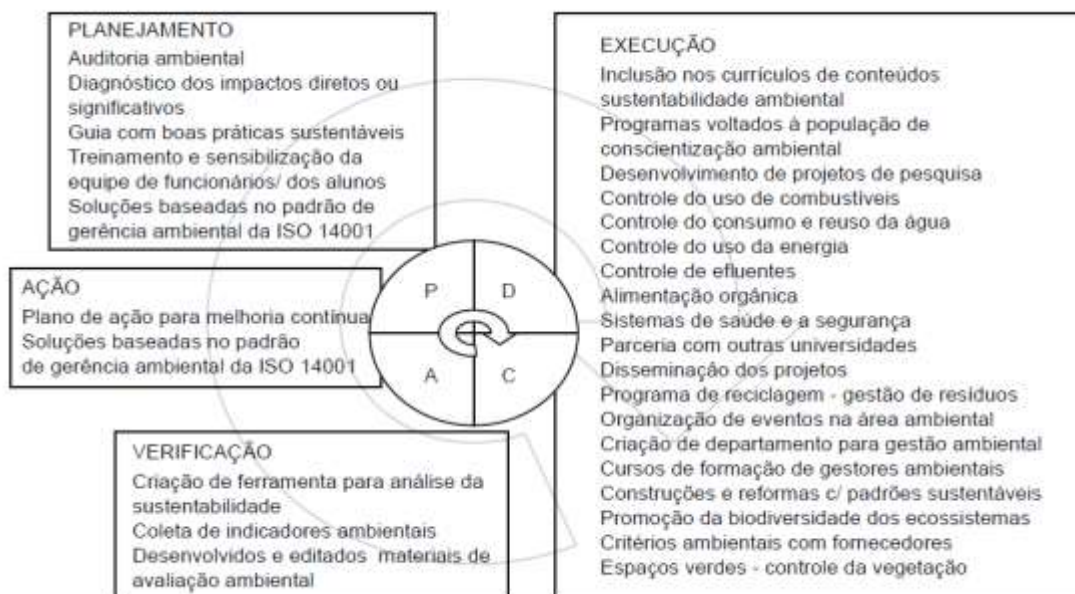 PLANEJAMENTO
Auditoria ambiental
Diagnóstico dos impactos diretos ou
significativos
Guia com boas práticas sustentáveis
Treinamento e sensibilização da
equipe de funcionários/ dos alunos
Soluções baseadas no padrão de
gerência ambiental da ISO 14001
EXECUÇÃO
Inclusão nos currículos de conteúdos
sustentabilidade ambiental
Programas voltados à população de
conscientização ambiental
Desenvolvimento de projetos de pesquisa
Controle do uso de combustíveis
Controle do consumo e reuso da água
Controle do uso da energia
Controle de efluentes
Alimentação orgânica
Sistemas de saúde e a segurança
Parceria com outras universidades
Disseminação dos projetos
Programa de reciclagem - gestão de resíduos
Organização de eventos na área ambiental
Criação de departamento para gestão ambiental
Cursos de formação de gestores ambientais
Construções e reformas c/ padrões sustentáveis
Promoção da biodiversidade dos ecossistemas
Critérios ambientais com fornecedores
Espaços verdes - controle da vegetação
P D
A C
AÇÃO
Plano de ação para melhoria contínua
Soluções baseadas no padrão
de gerência ambiental da ISO 14001
VERIFICAÇÃO
Criação de ferramenta para análise da
sustentabilidade
Coleta de indicadores ambientais
Desenvolvidos e editados materiais de
avaliação ambiental